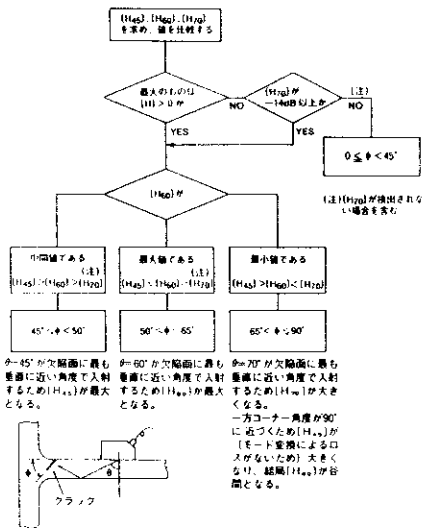 {H45}, {H60}, {H70}
を求め、値を比較する
最大のものは
{H} > 0 か
NO
YES
{H70}が
-14dB以上か
(注)
NO
YES
0 ≦ φ < 45°
(注){H70}が検出されな
い場合を含む
{H60}が
中間値である
(注)
{H45}>{H60}>{H70}
最大値である
(注)
{H45} {H60} {H70}
最小値である
{H45}>{H60}<{H70}
45° φ<50°
50° φ 65°
65°<φ≦90°
θ=45°が欠陥面に最も
垂直に近い角度で入射
するため{H45}が最大
となる。
θ=60°が欠陥面に最も
垂直に近い角度で入射
するため{H60}が最大
となる。
θ=70°が欠陥面に最も
垂直に近い角度で入射
するため{H70}が大き
くなる。
一方コーナー角度が90°
に近づくため{H45}が
(モード変換によるロ
スがないため)大きく
なり、結局{H60}が谷
間となる。
φ
クラック
θ